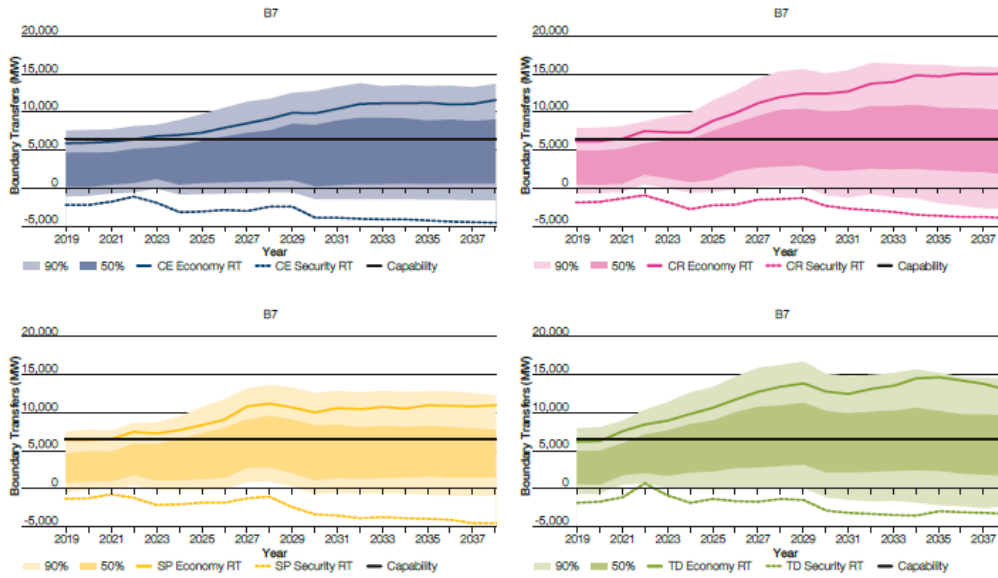 B7
20,000
15,000
10,000
5,000
0
-5,000
Boundary Transfers (MW)
2019 2021 2023 2025 2027 2029 2031 2033 2035 2037
Year
90% 50% CE Economy RT CE Security RT Capability
B7
20,000
15,000
10,000
5,000
0
-5,000
Boundary Transfers (MW)
2019 2021 2023 2025 2027 2029 2031 2033 2035 2037
Year
90% 50% CR Economy RT CR Security RT Capability
B7
20,000
15,000
10,000
5,000
0
-5,000
Boundary Transfers (MW)
2019 2021 2023 2025 2027 2029 2031 2033 2035 2037
Year
90% 50% SP Economy RT SP Security RT Capability
B7
20,000
15,000
10,000
5,000
0
-5,000
Boundary Transfers (MW)
2019 2021 2023 2025 2027 2029 2031 2033 2035 2037
Year
90% 50% TD Economy RT TD Security RT Capability